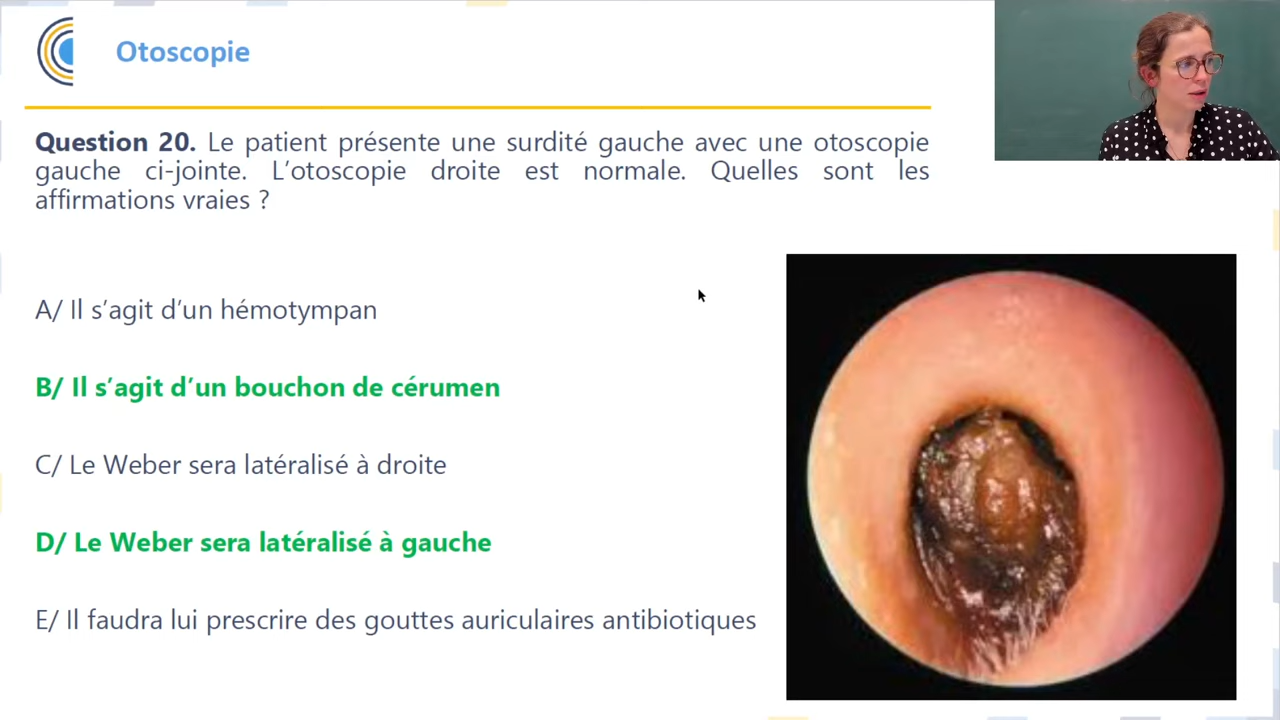 Otoscopie
Question 20. Le patient présente une surdité gauche avec une otoscopie
gauche ci-jointe. L’otoscopie droite est normale. Quelles sont les
affirmations vraies ?
A/ Il s’agit d’un hémotympan
B/ Il s’agit d’un bouchon de cérumen
C/ Le Weber sera latéralisé à droite
D/ Le Weber sera latéralisé à gauche
E/ Il faudra lui prescrire des gouttes auriculaires antibiotiques